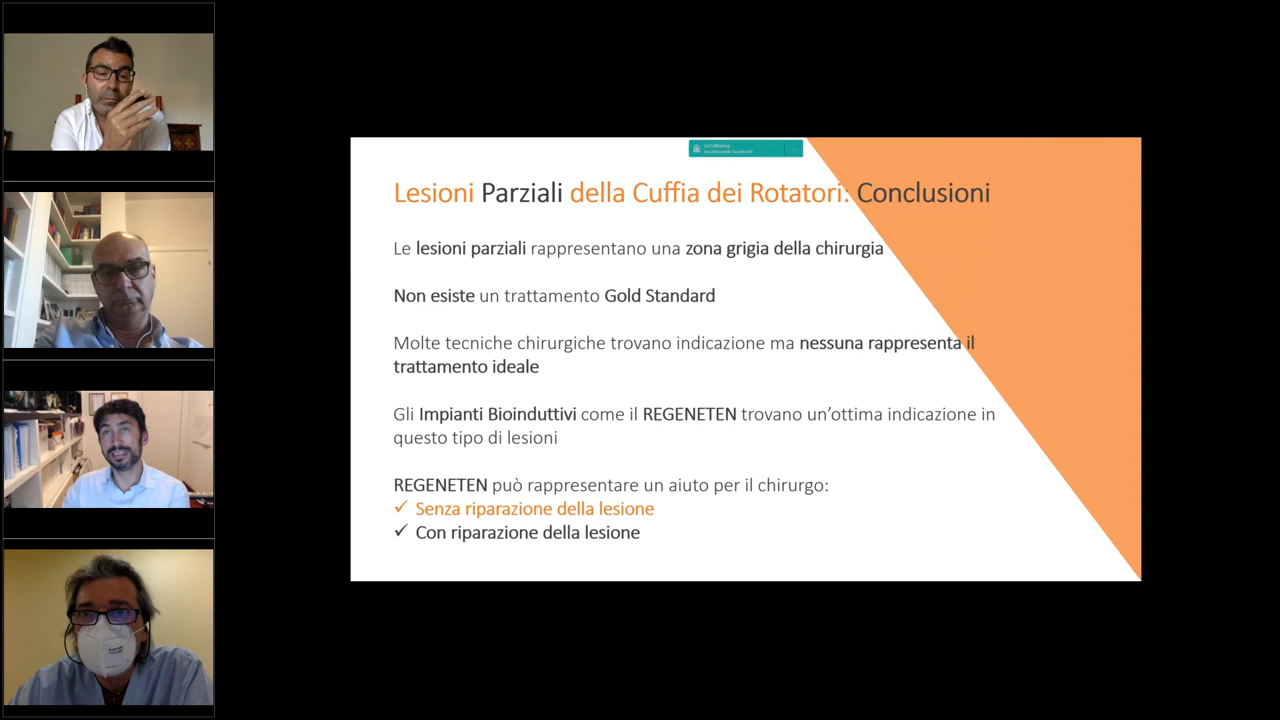 GoToMeeting
Lesioni Parziali della Cuffia dei Rotatori: Conclusioni
Le lesioni parziali rappresentano una zona grigia della chirurgia
Non esiste un trattamento Gold Standard
Molte tecniche chirurgiche trovano indicazione ma nessuna rappresenta il
trattamento ideale
Gli Impianti Bioinduttivi come il REGENETEN trovano un'ottima indicazione in
questo tipo di lesioni
REGENETEN può rappresentare un aiuto per il chirurgo:
✓ Senza riparazione della lesione
✓ Con riparazione della lesione